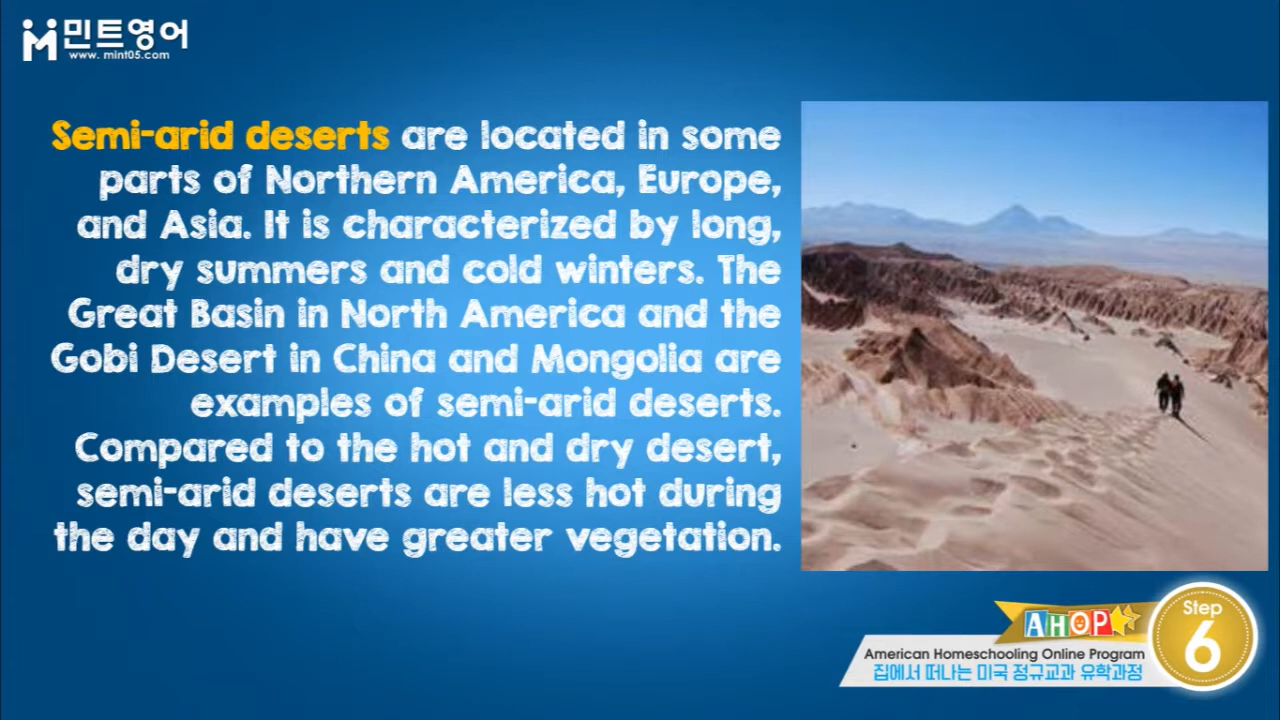 민트영어
www. mint05.com
Semi-arid deserts are located in some
parts of Northern America, Europe,
and Asia. It is characterized by long,
dry summers and cold winters. The
Great Basin in North America and the
Gobi Desert in China and Mongolia are
examples of semi-arid deserts.
Compared to the hot and dry desert,
semi-arid deserts are less hot during
the day and have greater vegetation.
AHOP
Step
6
American Homeschooling Online Program
집에서 떠나는 미국 정규교과 유학과정